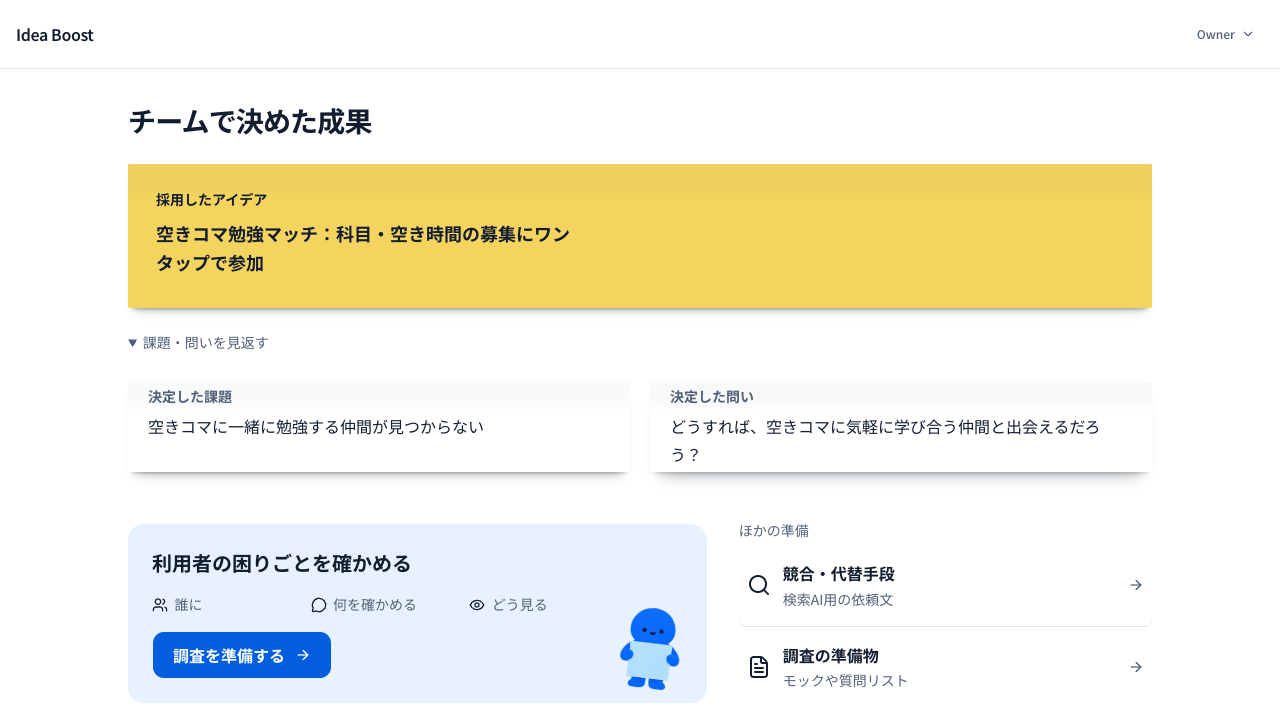 Idea Boost
Owner
チームで決めた成果
採用したアイデア
空きコマ勉強マッチ：科目・空き時間の募集にワン
タップで参加
▼ 課題・問いを見返す
決定した課題
空きコマに一緒に勉強する仲間が見つからない
決定した問い
どうすれば、空きコマに気軽に学び合う仲間と出会えるだろ
う？
利用者の困りごとを確かめる
誰に
何を確かめる
どう見る
調査を準備する →
ほかの準備
競合・代替手段
検索AI用の依頼文
調査の準備物
モックや質問リスト